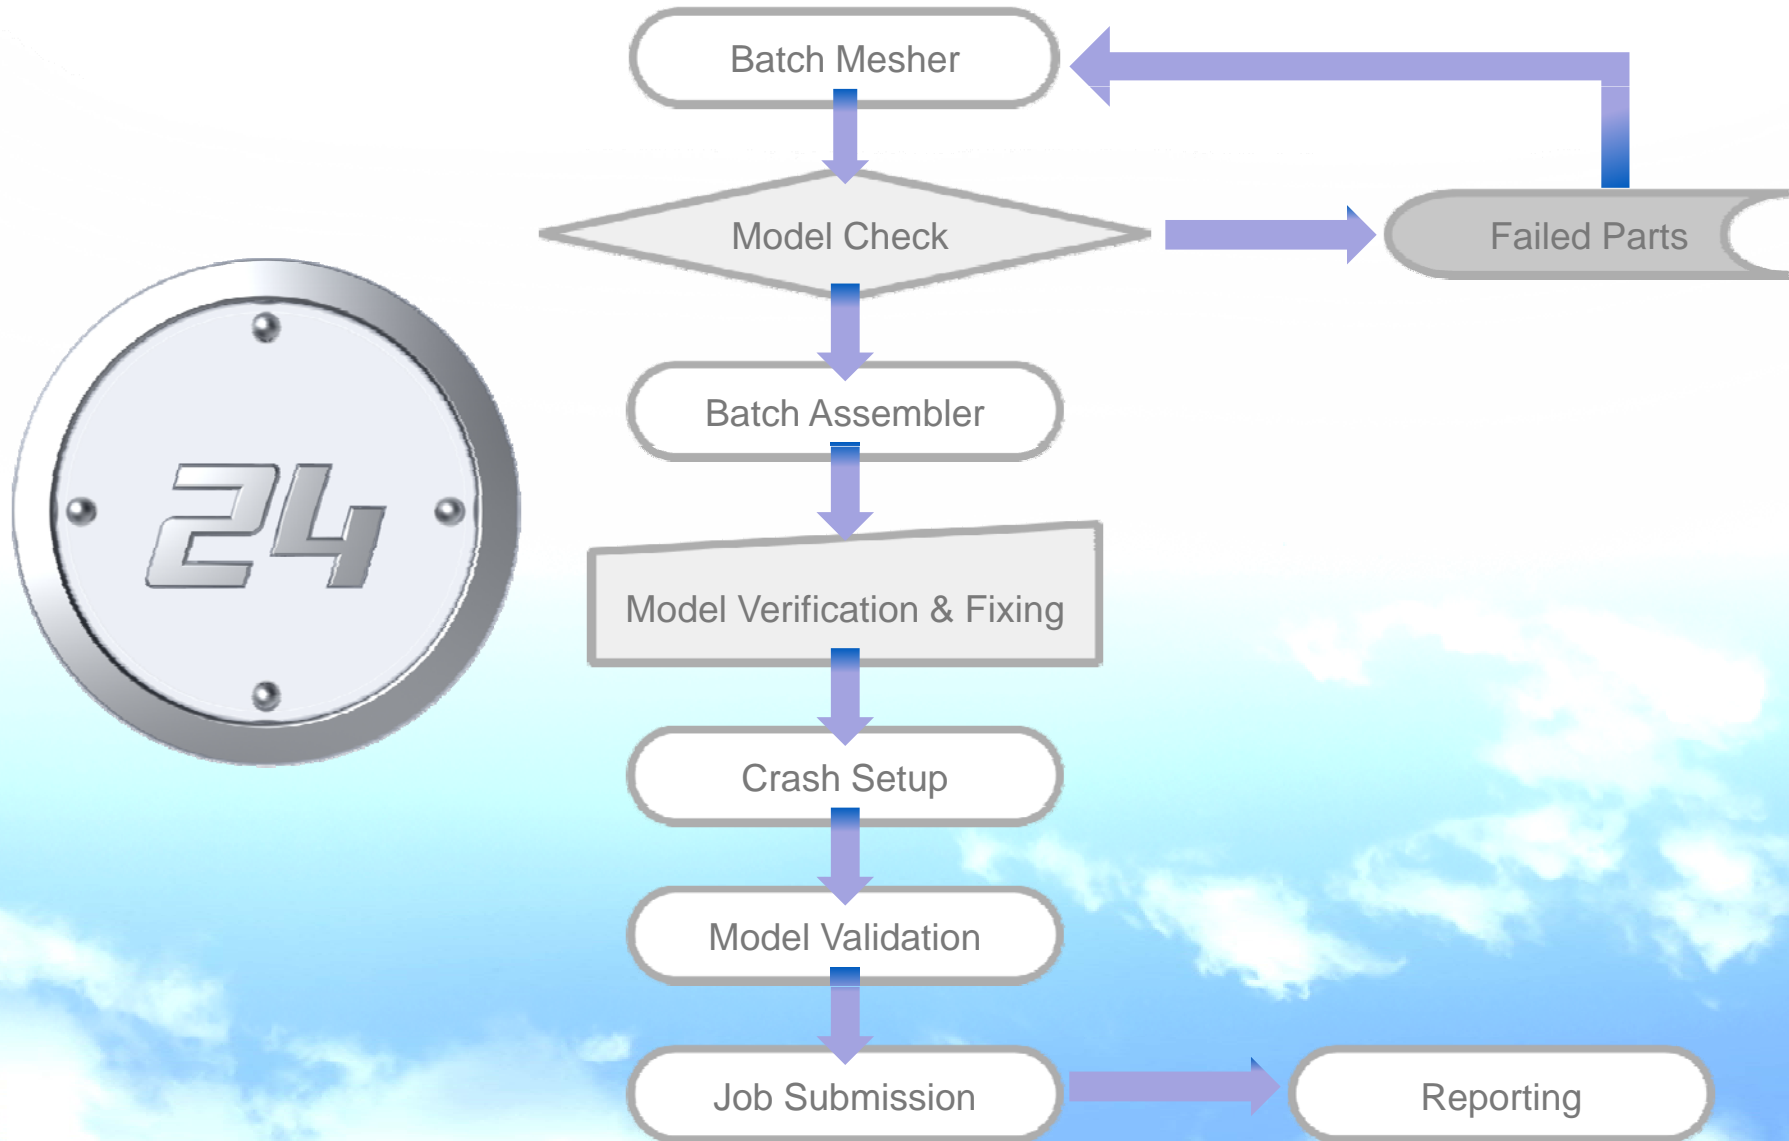 Batch Mesher
Model Check
Failed Parts
Batch Assembler
24
Model Verification & Fixing
Crash Setup
Model Validation
Job Submission
Reporting